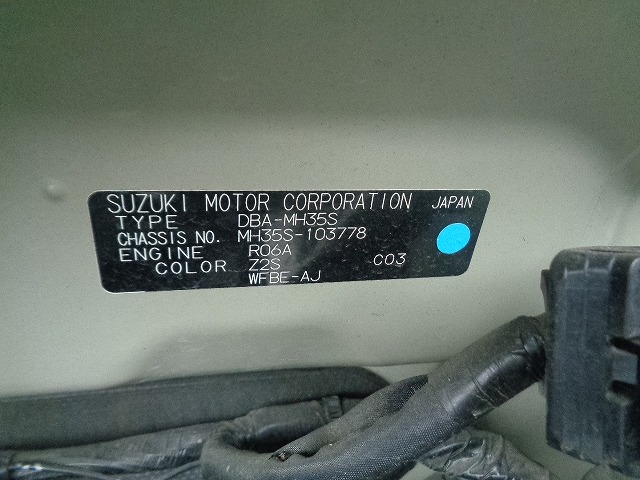 SUZUKI MOTOR CORPORATION JAPAN
TYPE DBA-MH35S
CHASSIS NO. MH35S-103778
ENGINE R06A
COLOR Z2S C03
WFBE-AJ